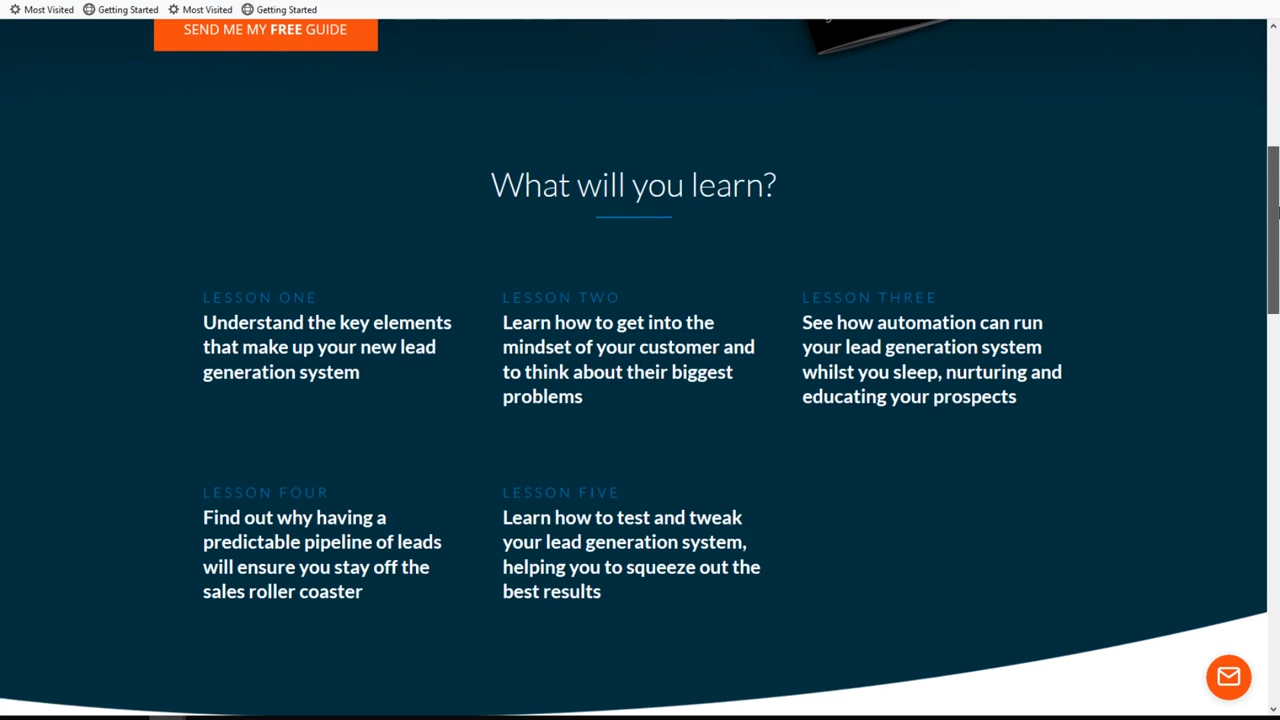 Most Visited Getting Started Most Visited Getting Started
SEND ME MY FREE GUIDE
What will you learn?
LESSON ONE
Understand the key elements
that make up your new lead
generation system
LESSON TWO
Learn how to get into the
mindset of your customer and
to think about their biggest
problems
LESSON THREE
See how automation can run
your lead generation system
whilst you sleep, nurturing and
educating your prospects
LESSON FOUR
Find out why having a
predictable pipeline of leads
will ensure you stay off the
sales roller coaster
LESSON FIVE
Learn how to test and tweak
your lead generation system,
helping you to squeeze out the
best results